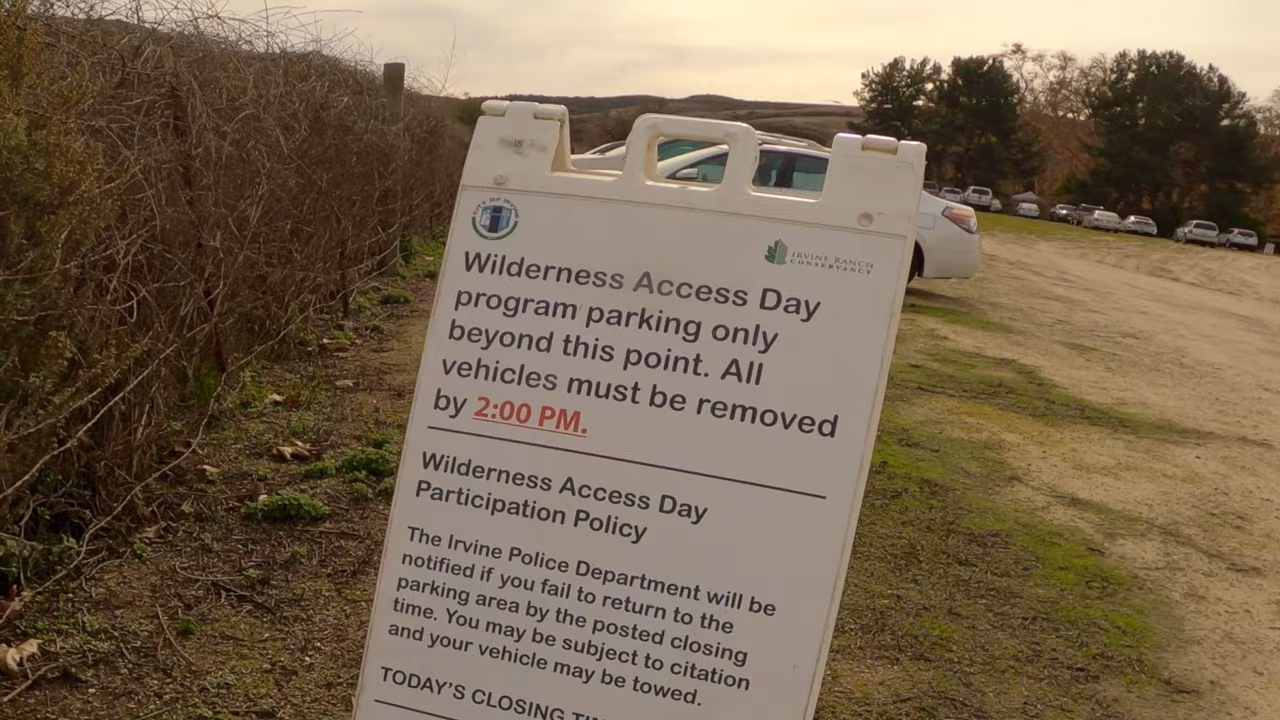 CITY OF IRVINE
IRVINE RANCH
CONSERVANCY
Wilderness Access Day
program parking only
beyond this point. All
vehicles must be removed
by 2:00 PM.
Wilderness Access Day
Participation Policy
The Irvine Police Department will be
notified if you fail to return to the
parking area by the posted closing
time. You may be subject to citation
and your vehicle may be towed.
TODAY'S CLOSING